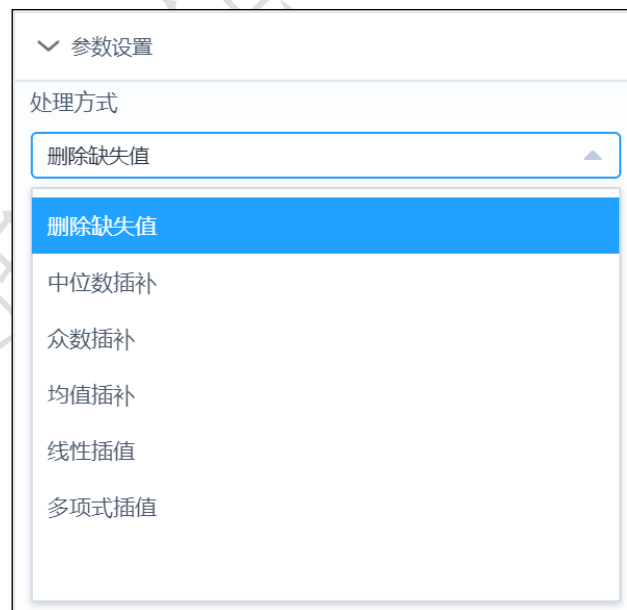 参数设置
处理方式
删除缺失值
删除缺失值
中位数插补
众数插补
均值插补
线性插值
多项式插值